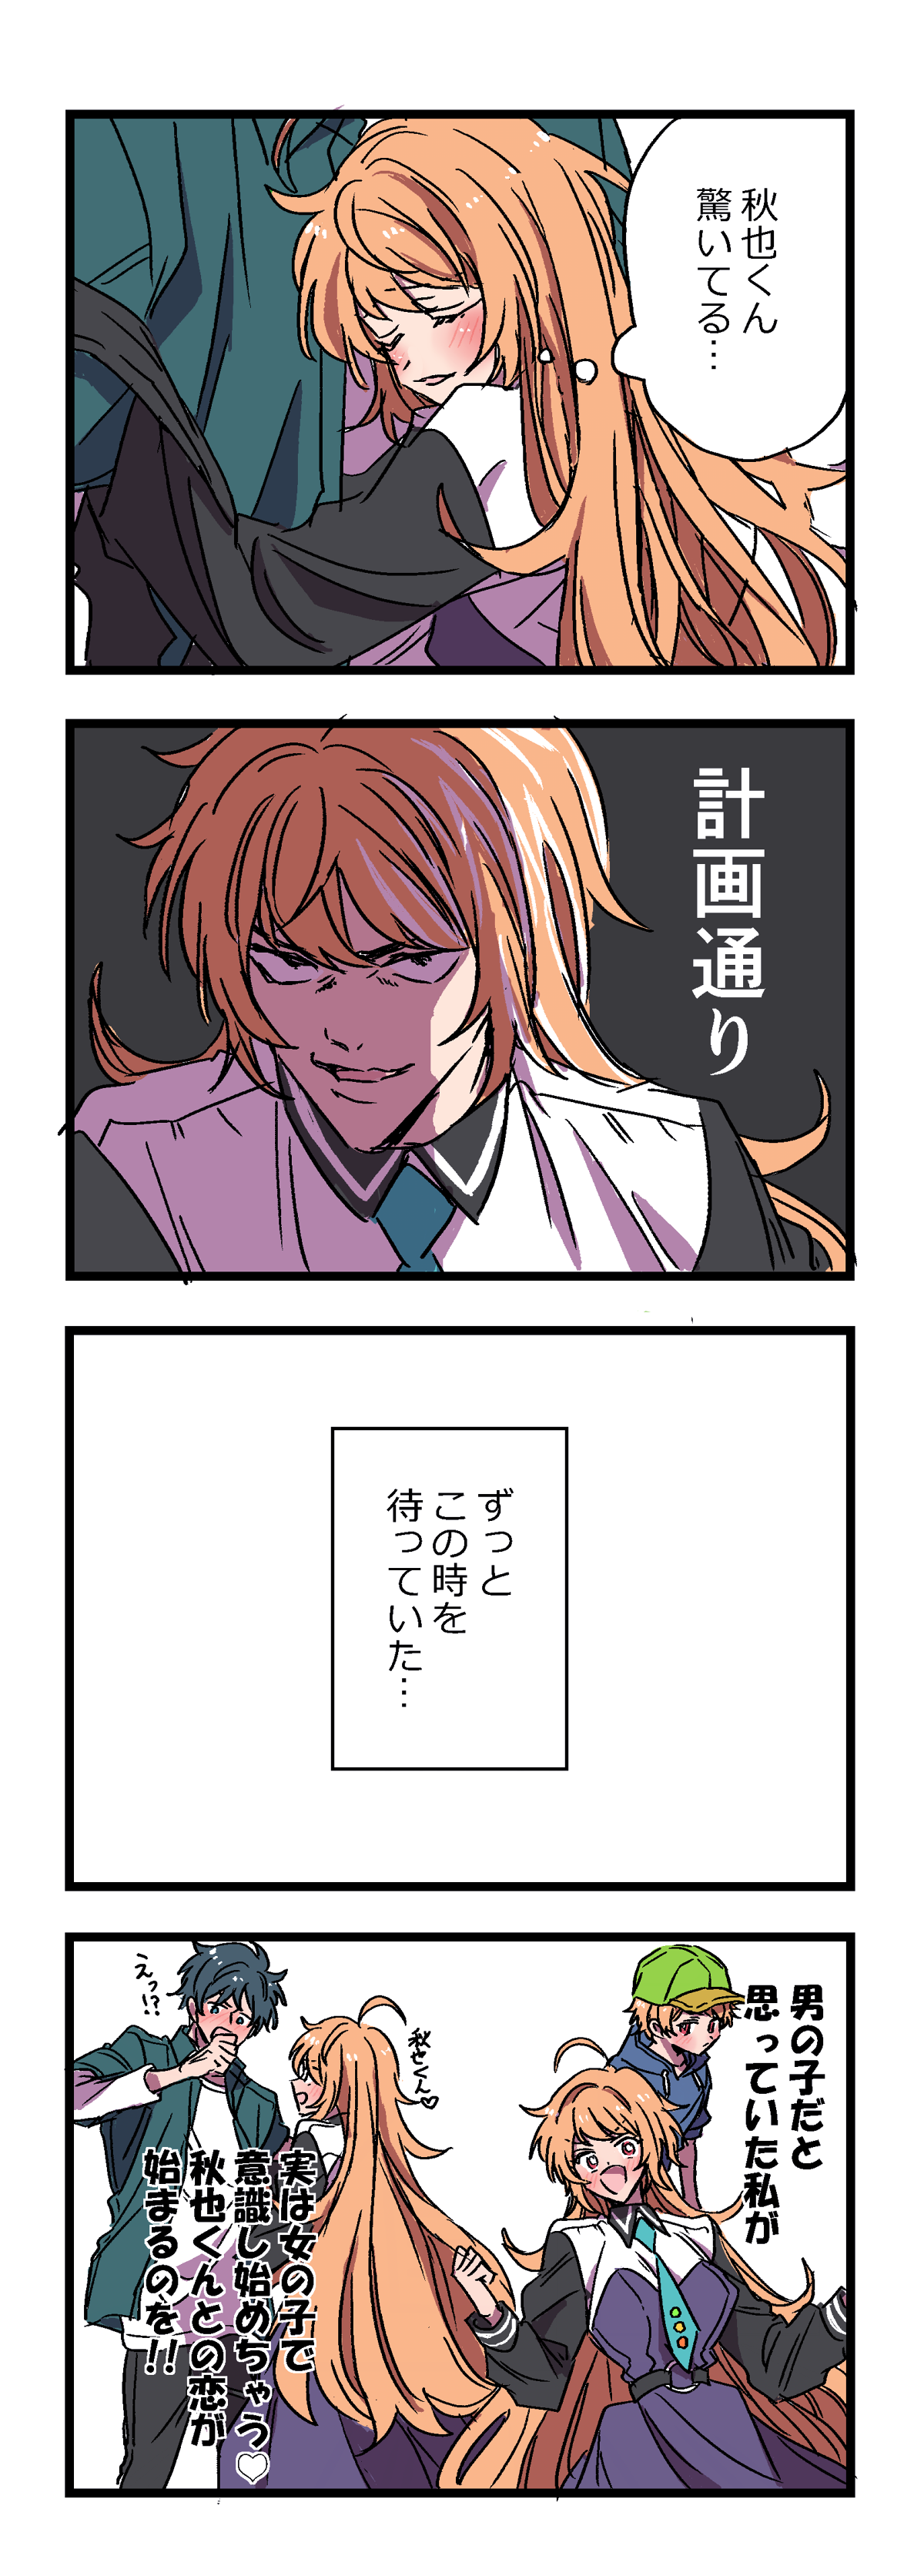 秋也くん
驚いてる…
計画通り
ずっと
この時を
待っていた…
男の子だと
思っていた私が
秋也くん♡
えっ!?
実は女の子で
意識し始めちゃう♡
秋也くんとの恋が
始まるのを!!